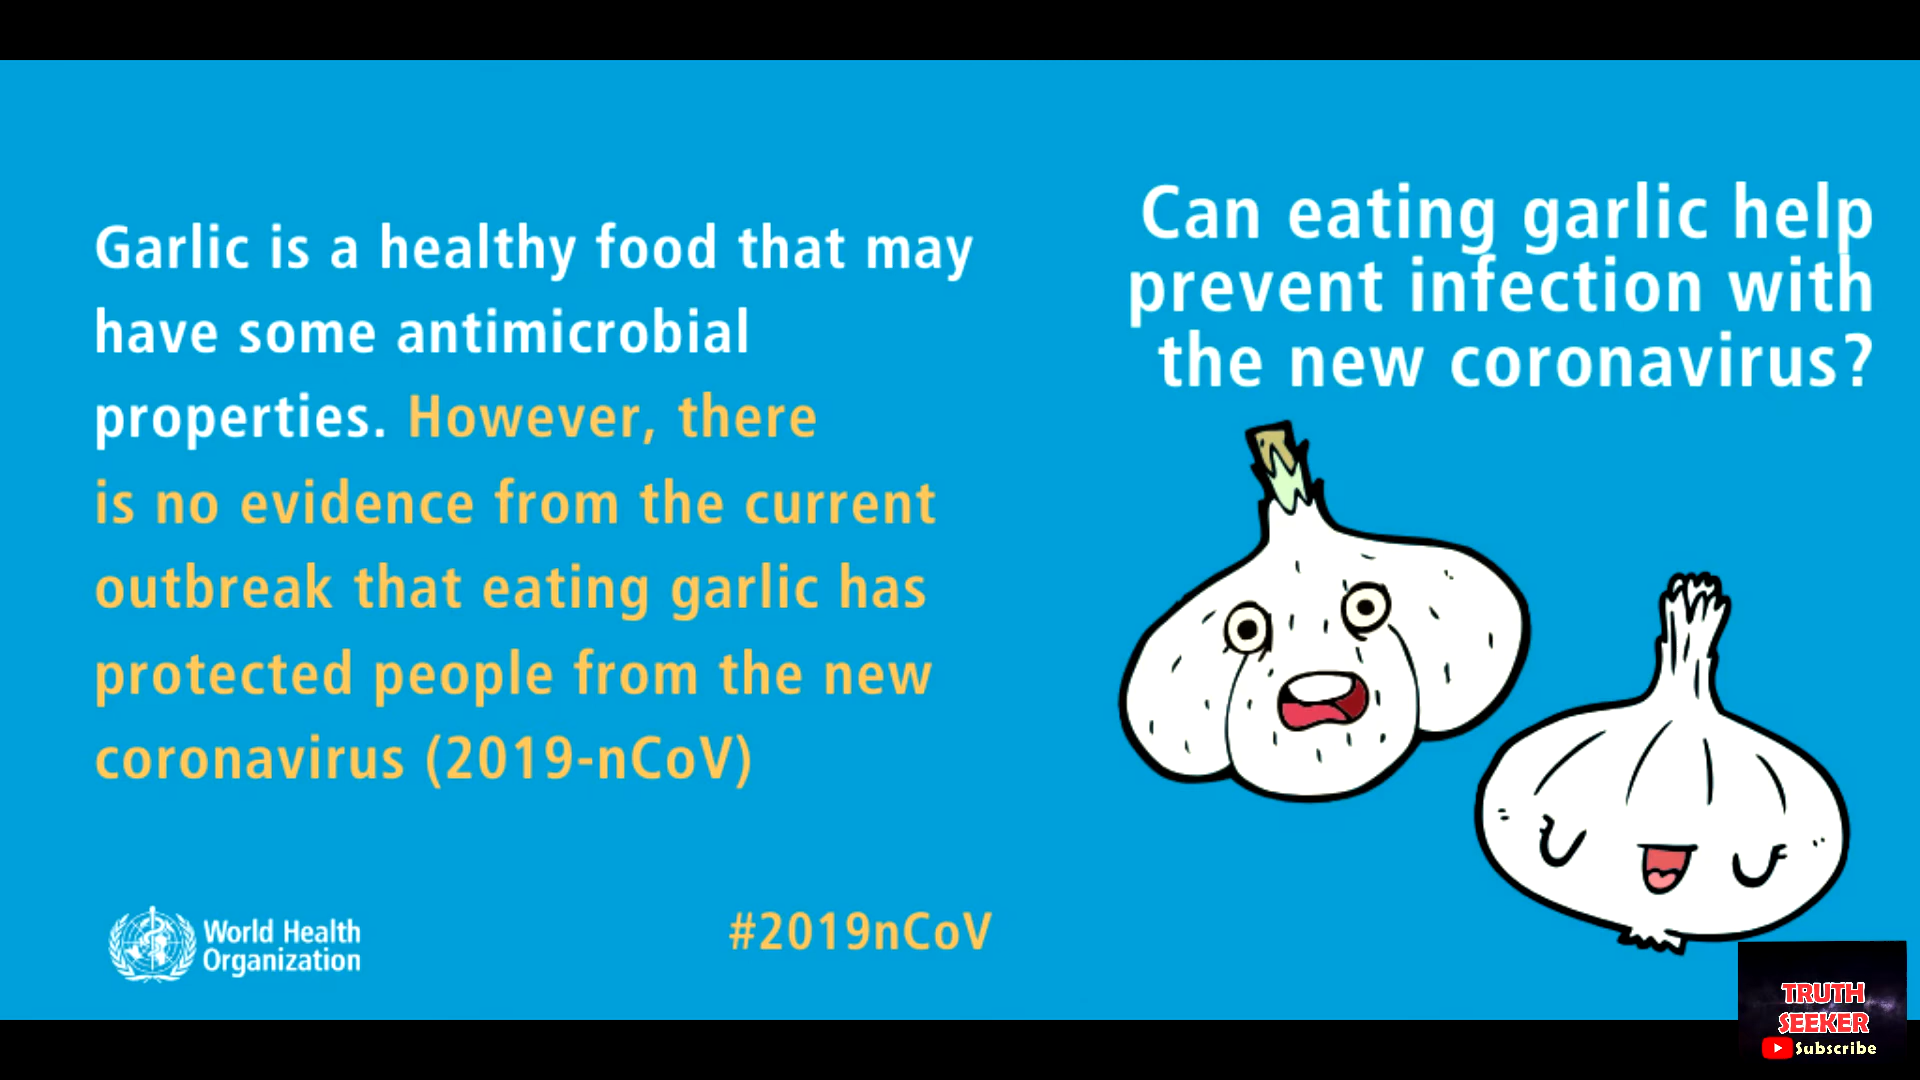 Can eating garlic help
prevent infection with
the new coronavirus?
Garlic is a healthy food that may
have some antimicrobial
properties. However, there
is no evidence from the current
outbreak that eating garlic has
protected people from the new
coronavirus (2019-nCoV)
World Health
Organization
#2019nCoV
TRUTH
SEEKER
Subscribe